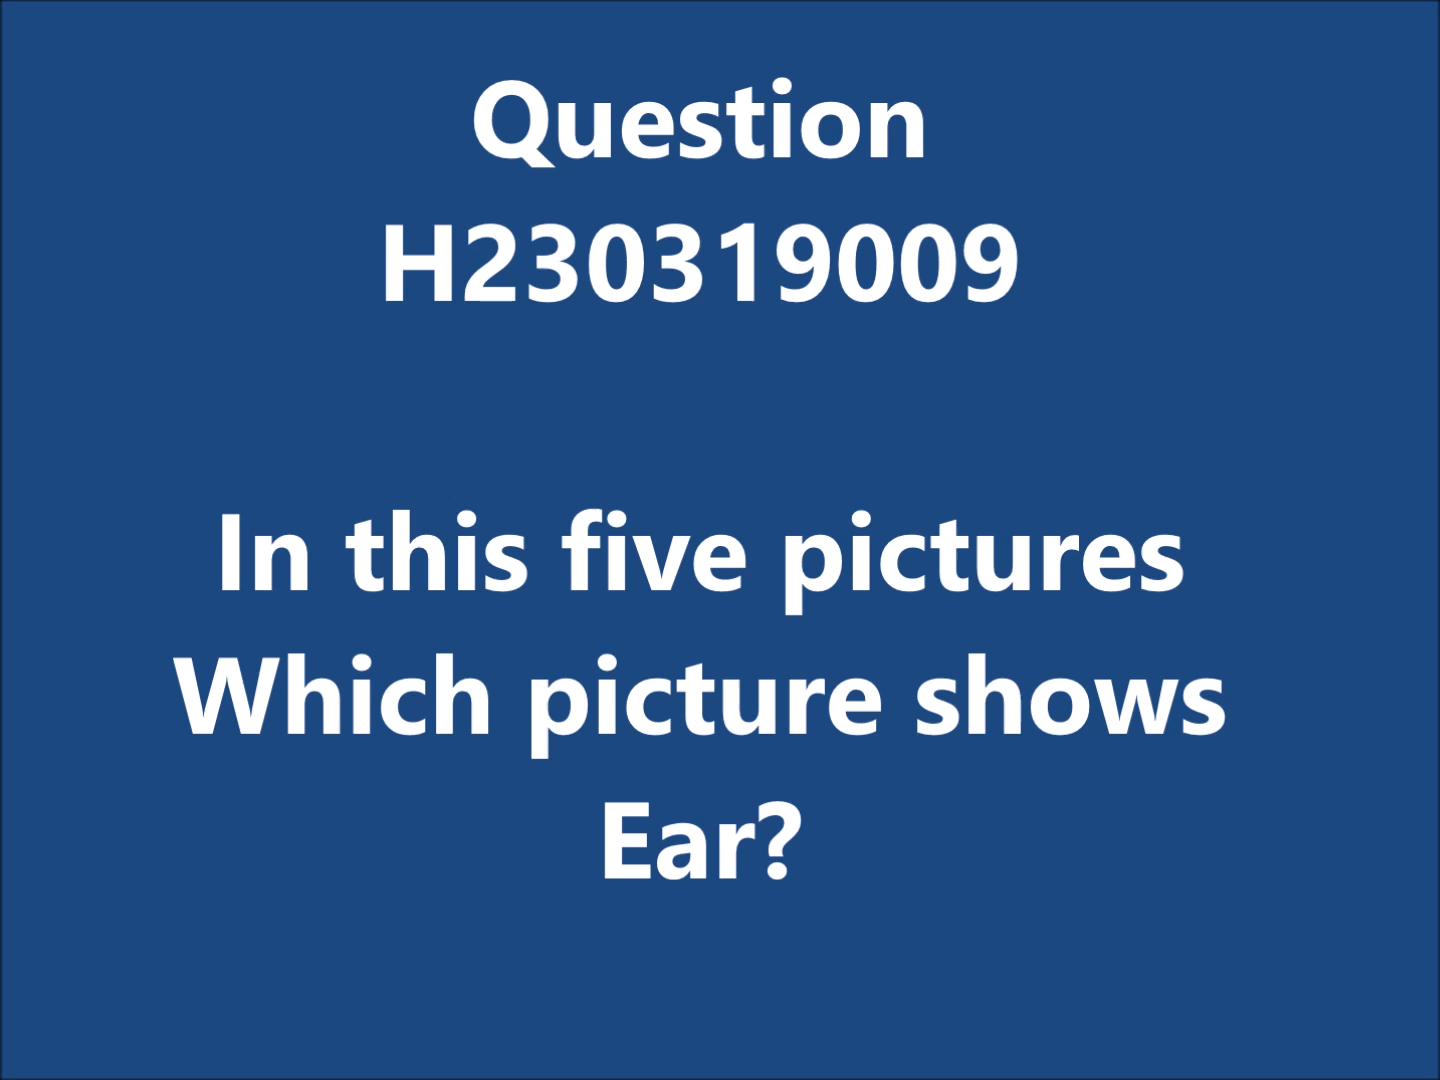 Question
H230319009
In this five pictures
Which picture shows
Ear?